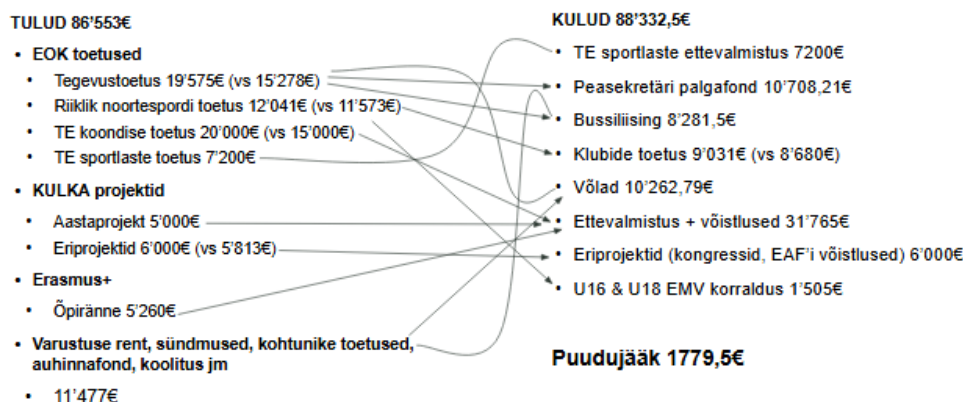 TULUD 86’553€
• EOK toetused
• Tegevustoetus 19’575€ (vs 15’278€)
• Riiklik noortespordi toetus 12’041€ (vs 11’573€)
• TE koondise toetus 20’000€ (vs 15’000€)
• TE sportlaste toetus 7’200€
• KULKA projektid
• Aastaprojekt 5’000€
• Eriprojektid 6’000€ (vs 5’813€)
• Erasmus+
• Õpiränne 5’260€
• Varustuse rent, sündmused, kohtunike toetused,
auhinnafond, koolitus jm
• 11’477€
KULUD 88’332,5€
• TE sportlaste ettevalmistus 7200€
• Peasekretäri palgafond 10’708,21€
• Bussiliising 8’281,5€
• Klubide toetus 9’031€ (vs 8’680€)
• Võlad 10’262,79€
• Ettevalmistus + võistlused 31’765€
• Eriprojektid (kongressid, EAF’i võistlused) 6’000€
• U16 & U18 EMV korraldus 1’505€
Puudujääk 1779,5€